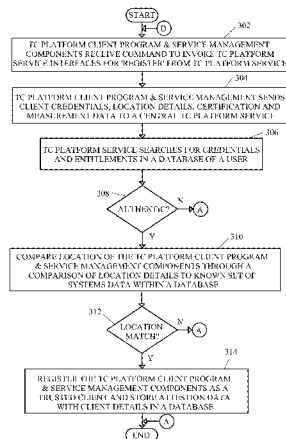 START
D
302
TC PLATFORM CLIENT PROGRAM & SERVICE MANAGEMENT
COMPONENTS RECEIVE COMMAND TO INVOKE TC PLATFORM
SERVICE INTERFACES FOR 'REGISTER' FROM TC PLATFORM SERVICE
304
TC PLATFORM CLIENT PROGRAM & SERVICE MANAGEMENT SENDS
CLIENT CREDENTIALS, LOCATION DETAILS, CERTIFICATION AND
MEASUREMENT DATA TO A CENTRAL TC PLATFORM SERVICE
306
TC PLATFORM SERVICE SEARCHES FOR CREDENTIALS
AND ENTITLEMENTS IN A DATABASE OF A USER
308
AUTHENTIC?
N
A
Y
310
COMPARE LOCATION OF THE TC PLATFORM CLIENT PROGRAM
& SERVICE MANAGEMENT COMPONENTS THROUGH A
COMPARISON OF LOCATION DETAILS TO KNOWN SET OF
SYSTEMS DATA WITHIN A DATABASE
312
LOCATION
MATCH?
N
A
Y
314
REGISTER THE TC PLATFORM CLIENT PROGRAM
& SERVICE MANAGEMENT COMPONENTS AS A
TRUSTED CLIENT AND STORE ATTESTION DATA
WITH CLIENT DETAILS IN A DATABASE
A
END